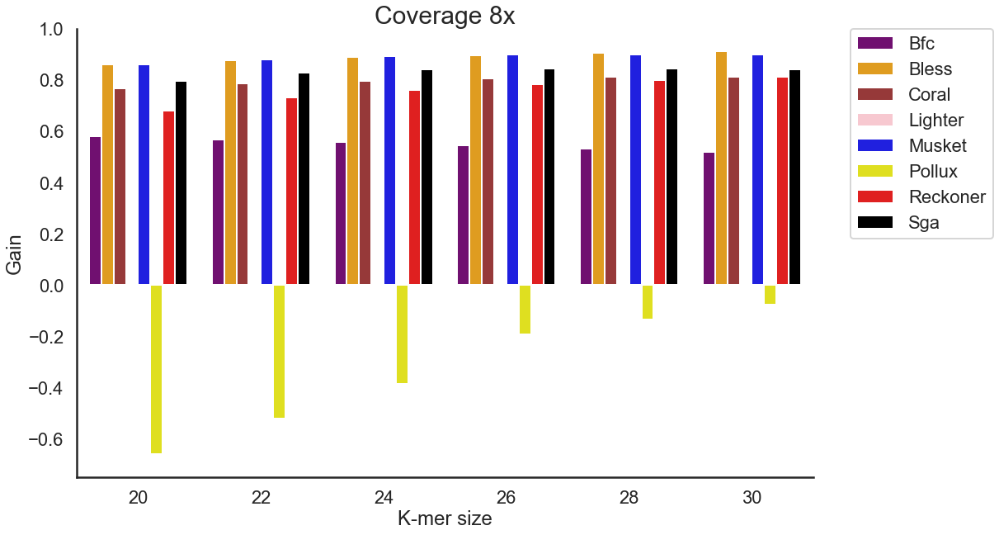 Coverage 8x
1.0
0.8
0.6
0.4
0.2
0.0
−0.2
−0.4
−0.6
Gain
20 22 24 26 28 30
K-mer size
Bfc
Bless
Coral
Lighter
Musket
Pollux
Reckoner
Sga